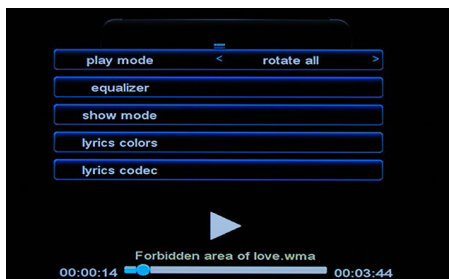 play mode < rotate all >
equalizer
show mode
lyrics colors
lyrics codec
Forbidden area of love.wma
00:00:14 00:03:44